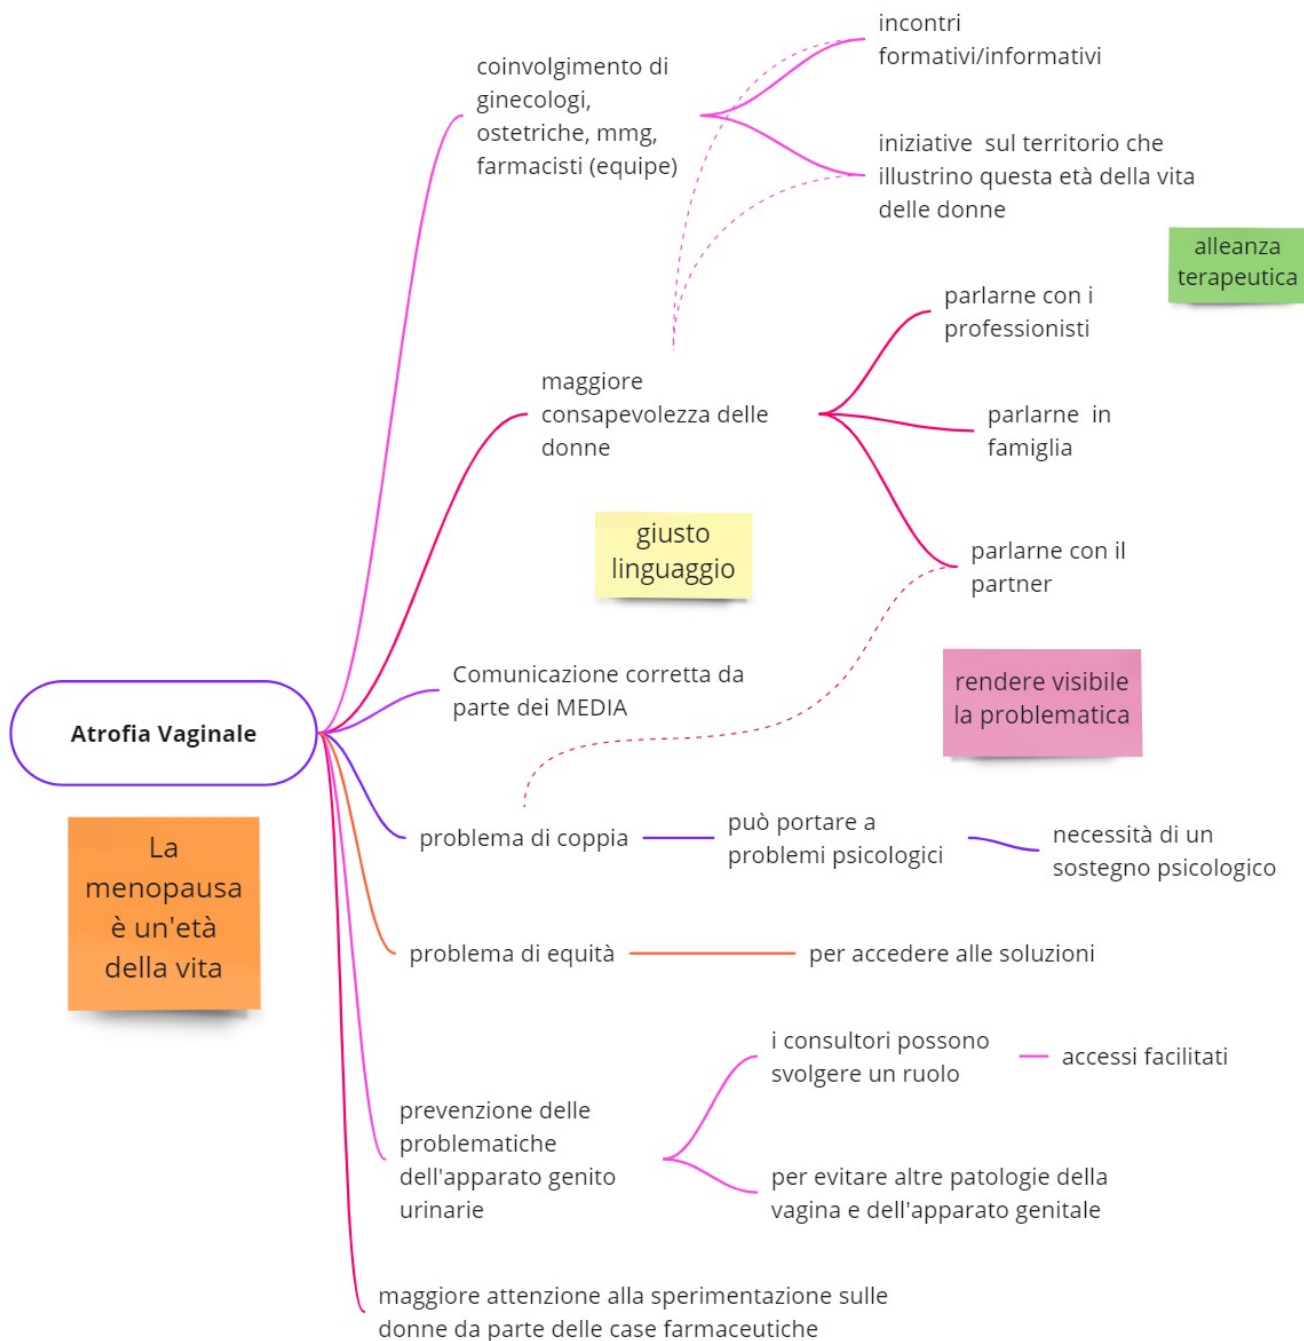 incontri
formativi/informativi
coinvolgimento di
ginecologi,
ostetriche, mmg,
farmacisti (equipe)
iniziative  sul territorio che
illustrino questa età della vita
delle donne
alleanza
terapeutica
parlarne con i
professionisti
maggiore
consapevolezza delle
donne
parlarne  in
famiglia
giusto
linguaggio
parlarne con il
partner
Comunicazione corretta da
parte dei MEDIA
rendere visibile
la problematica
Atrofia Vaginale
La
menopausa
è un'età
della vita
problema di coppia
può portare a
problemi psicologici
necessità di un
sostegno psicologico
problema di equità
per accedere alle soluzioni
prevenzione delle
problematiche
dell'apparato genito
urinarie
i consultori possono
svolgere un ruolo
accessi facilitati
per evitare altre patologie della
vagina e dell'apparato genitale
maggiore attenzione alla sperimentazione sulle
donne da parte delle case farmaceutiche